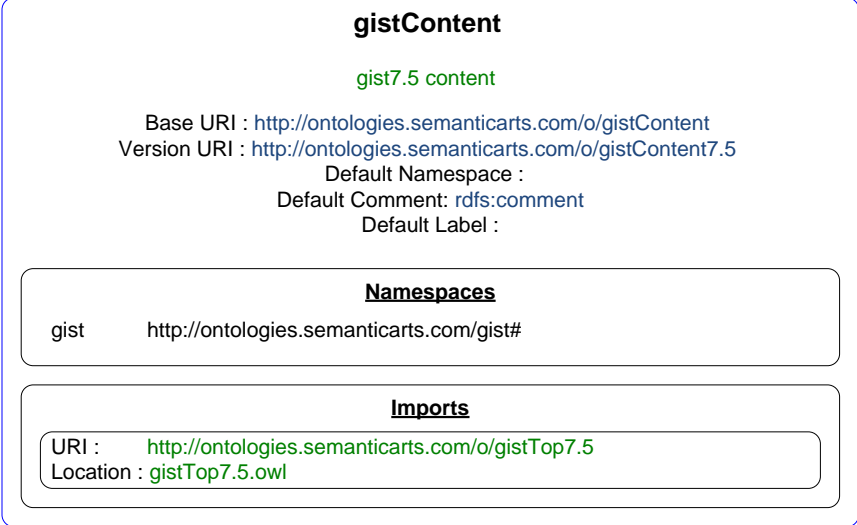 gistContent
gist7.5 content
Base URI : http://ontologies.semanticarts.com/o/gistContent
Version URI : http://ontologies.semanticarts.com/o/gistContent7.5
Default Namespace :
Default Comment: rdfs:comment
Default Label :
Namespaces
gist http://ontologies.semanticarts.com/gist#
Imports
URI : http://ontologies.semanticarts.com/o/gistTop7.5
Location : gistTop7.5.owl